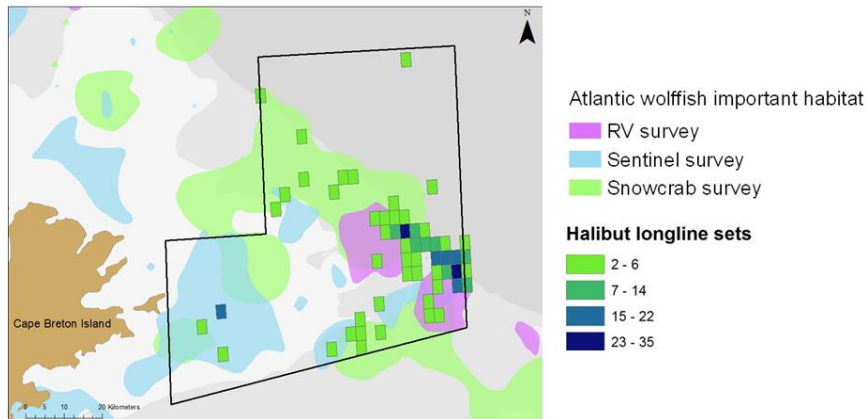 N
Cape Breton Island
0 5 10 20 Kilometers
Atlantic wolffish important habitat
RV survey
Sentinel survey
Snowcrab survey
Halibut longline sets
2 - 6
7 - 14
15 - 22
23 - 35